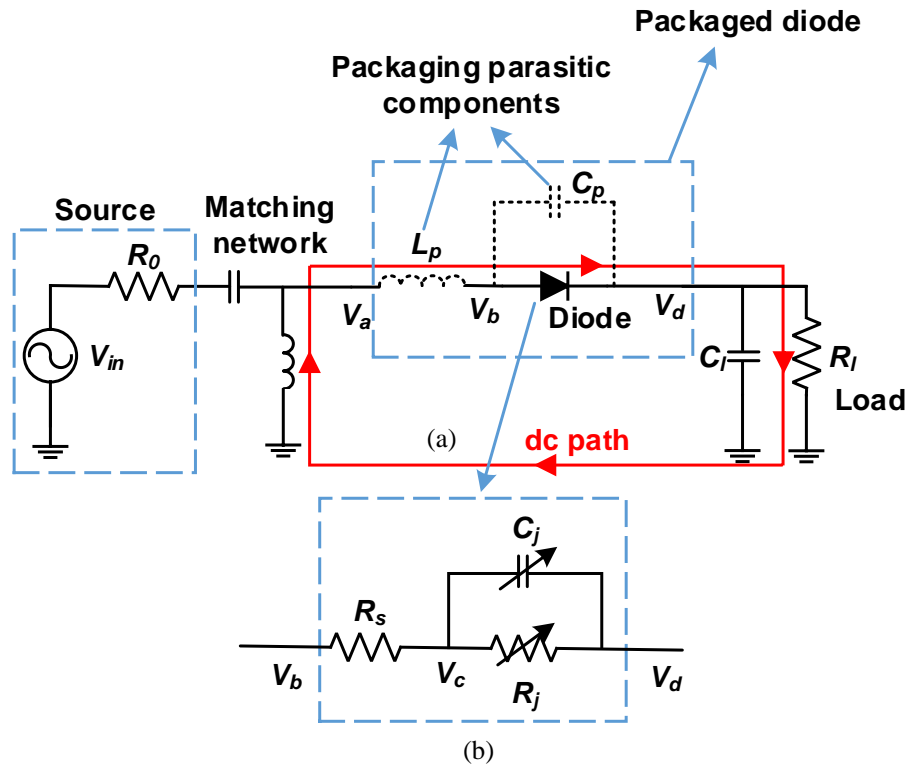 Packaged diode
Packaging parasitic
components
Source
Matching
network
C_p
R_0
L_p
V_in
V_a
V_b
Diode
V_d
C_l
R_l
Load
(a)
dc path
C_j
R_s
V_b
V_c
R_j
V_d
(b)